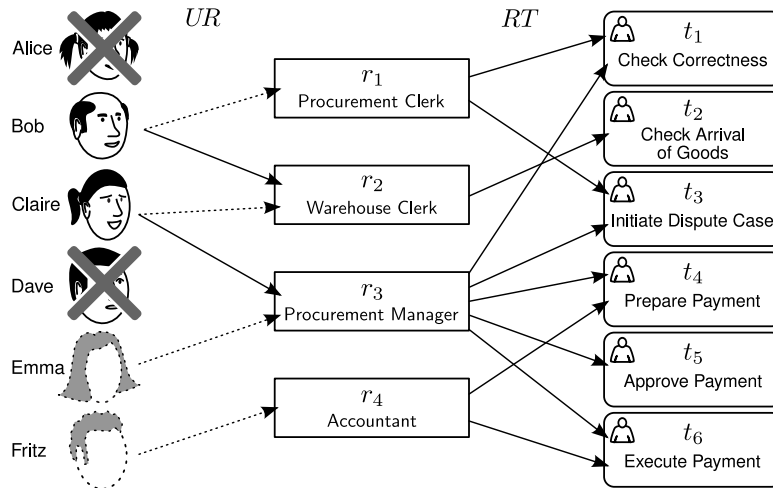 UR
RT
Alice
Bob
Claire
Dave
Emma
Fritz
r1
Procurement Clerk
r2
Warehouse Clerk
r3
Procurement Manager
r4
Accountant
t1
Check Correctness
t2
Check Arrival
of Goods
t3
Initiate Dispute Case
t4
Prepare Payment
t5
Approve Payment
t6
Execute Payment